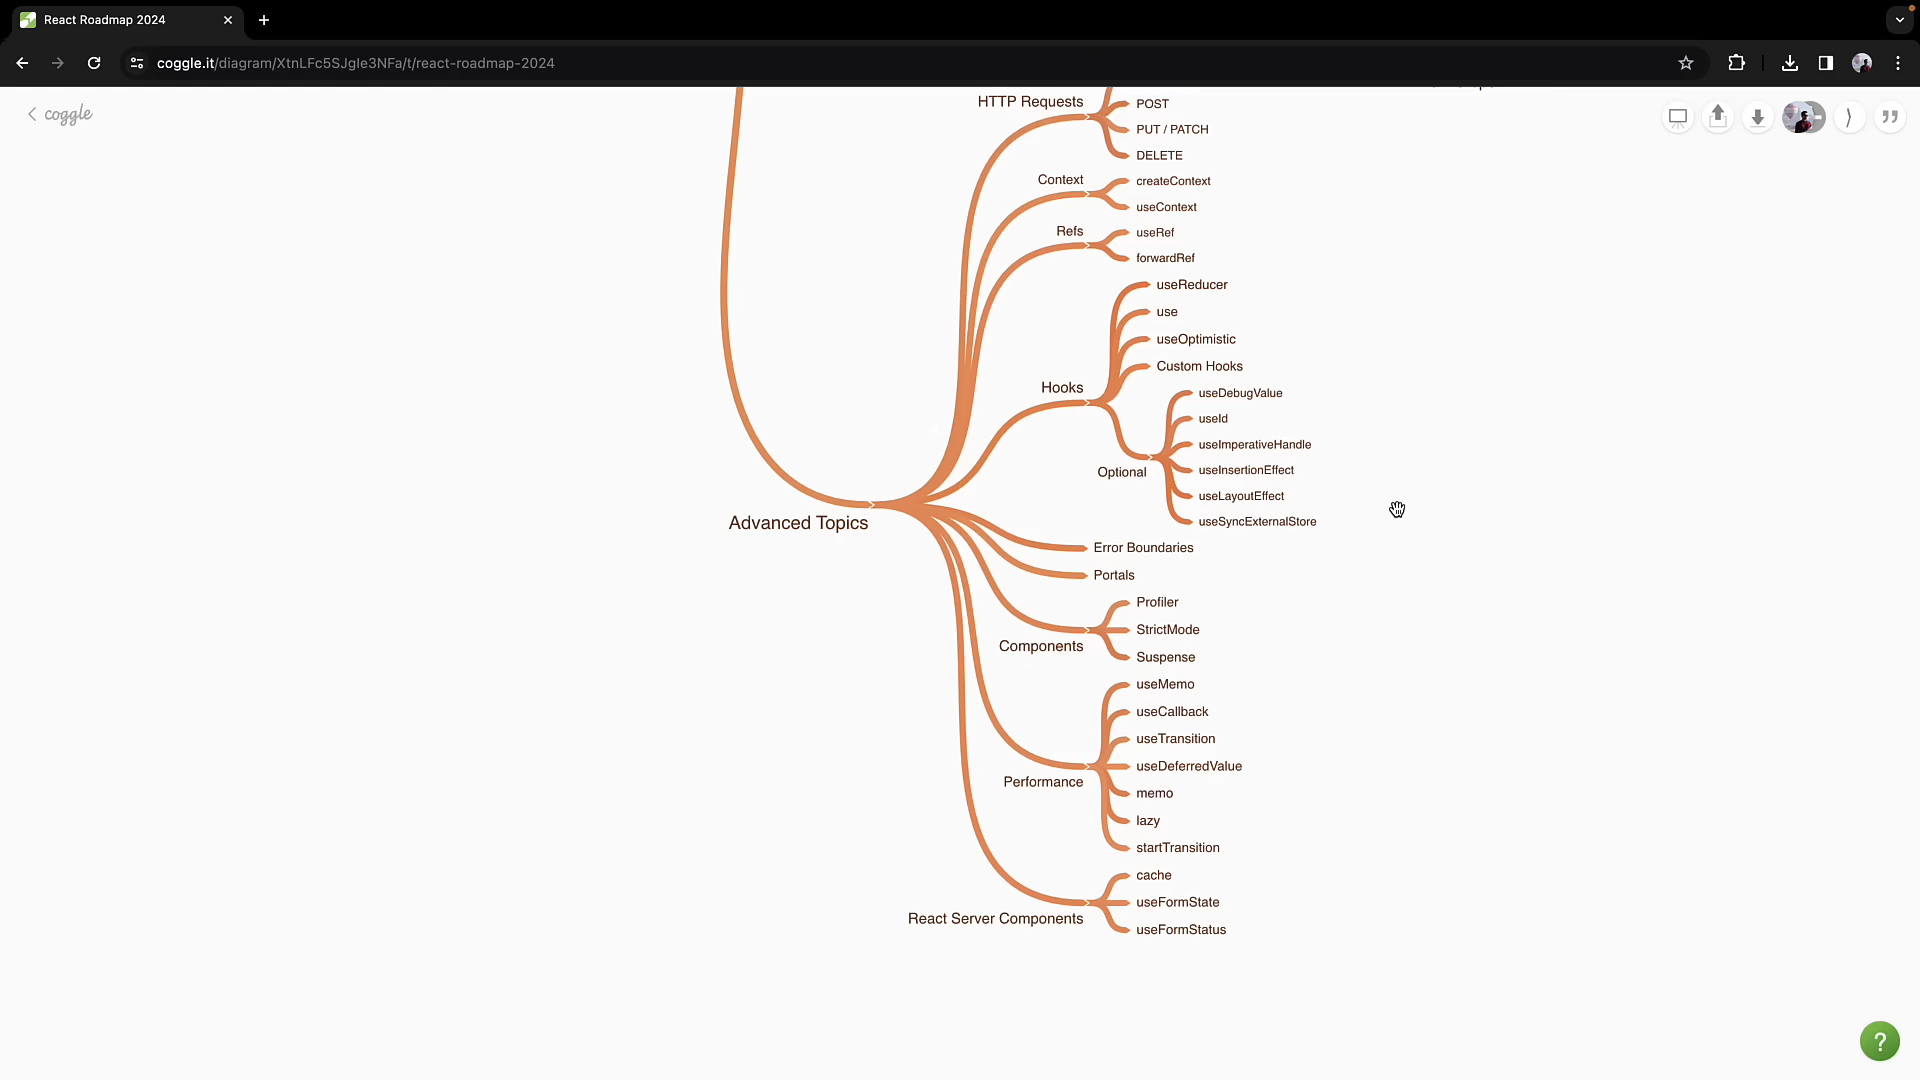 React Roadmap 2024
coggle.it/diagram/XtnLFc5SJgle3NFa/t/react-roadmap-2024
coggle
HTTP Requests
POST
PUT / PATCH
DELETE
Context
createContext
useContext
Refs
useRef
forwardRef
Hooks
useReducer
use
useOptimistic
Custom Hooks
Optional
useDebugValue
useId
useImperativeHandle
useInsertionEffect
useLayoutEffect
useSyncExternalStore
Advanced Topics
Error Boundaries
Portals
Components
Profiler
StrictMode
Suspense
Performance
useMemo
useCallback
useTransition
useDeferredValue
memo
lazy
startTransition
React Server Components
cache
useFormState
useFormStatus
?